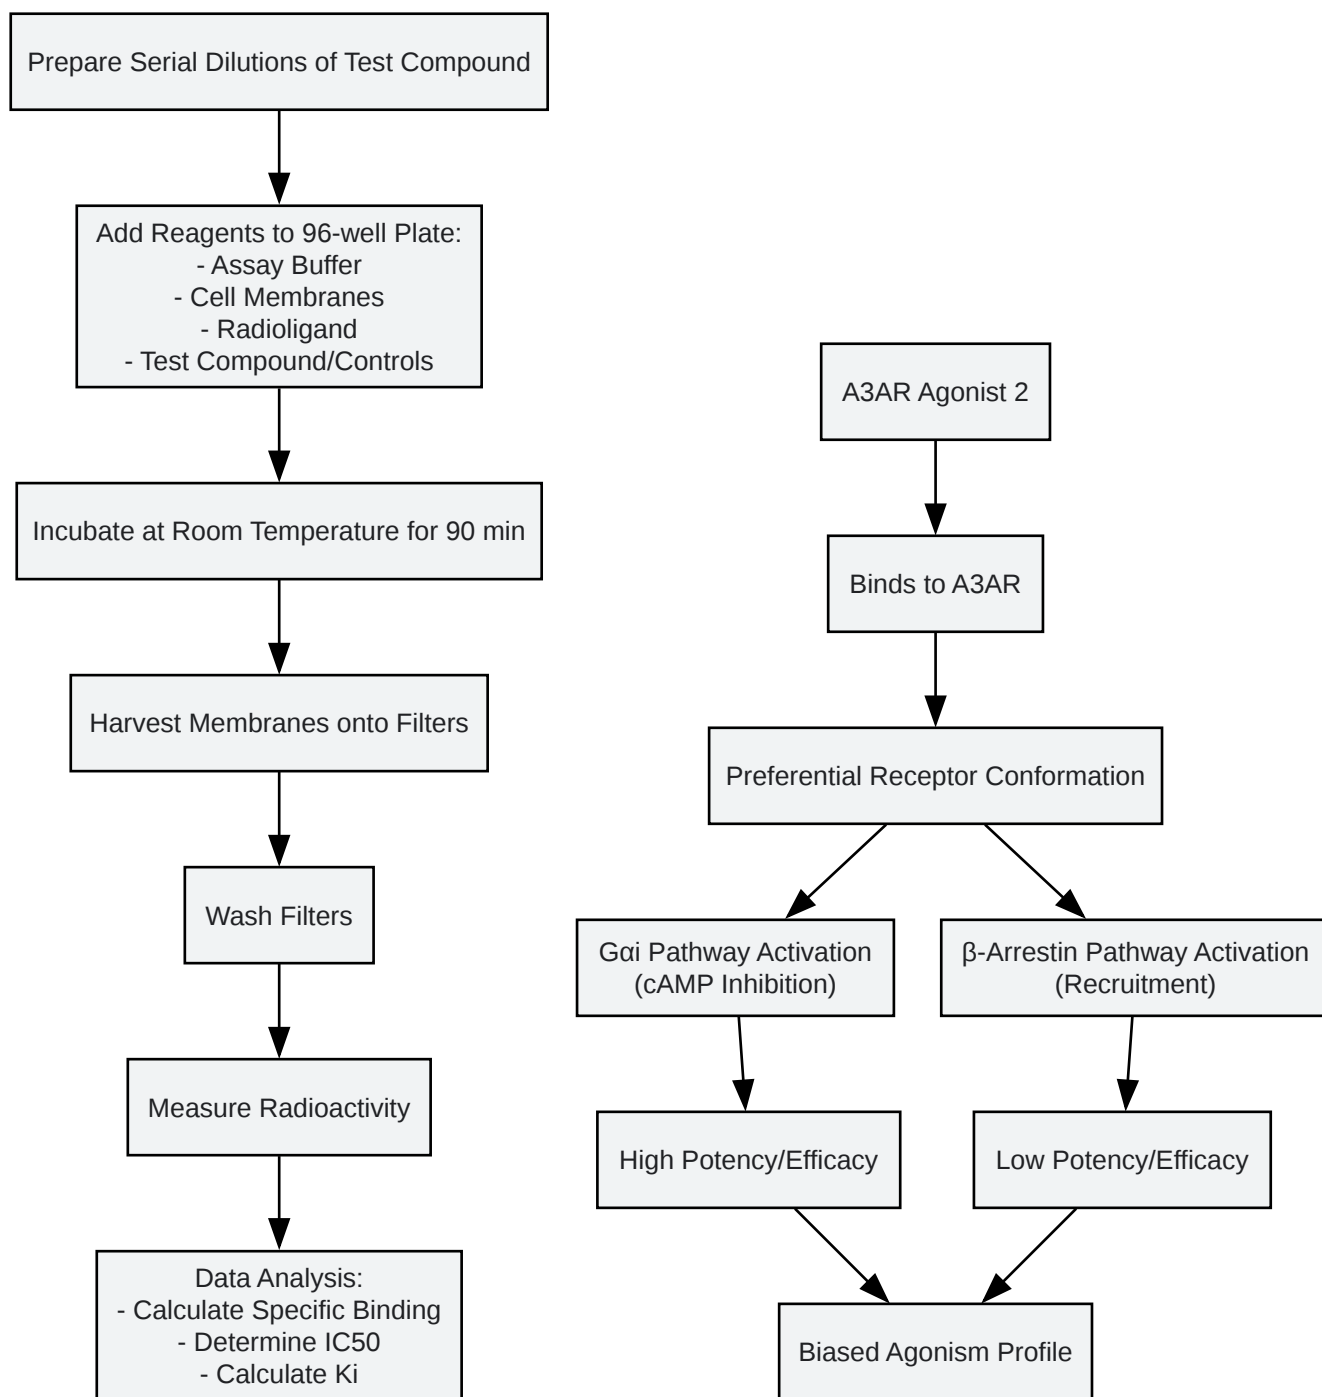 Prepare Serial Dilutions of Test Compound
Add Reagents to 96-well Plate:
- Assay Buffer
- Cell Membranes
- Radioligand
- Test Compound/Controls
Incubate at Room Temperature for 90 min
Harvest Membranes onto Filters
Wash Filters
Measure Radioactivity
Data Analysis:
- Calculate Specific Binding
- Determine IC50
- Calculate Ki
A3AR Agonist 2
Binds to A3AR
Preferential Receptor Conformation
Gαi Pathway Activation
(cAMP Inhibition)
β-Arrestin Pathway Activation
(Recruitment)
High Potency/Efficacy
Low Potency/Efficacy
Biased Agonism Profile